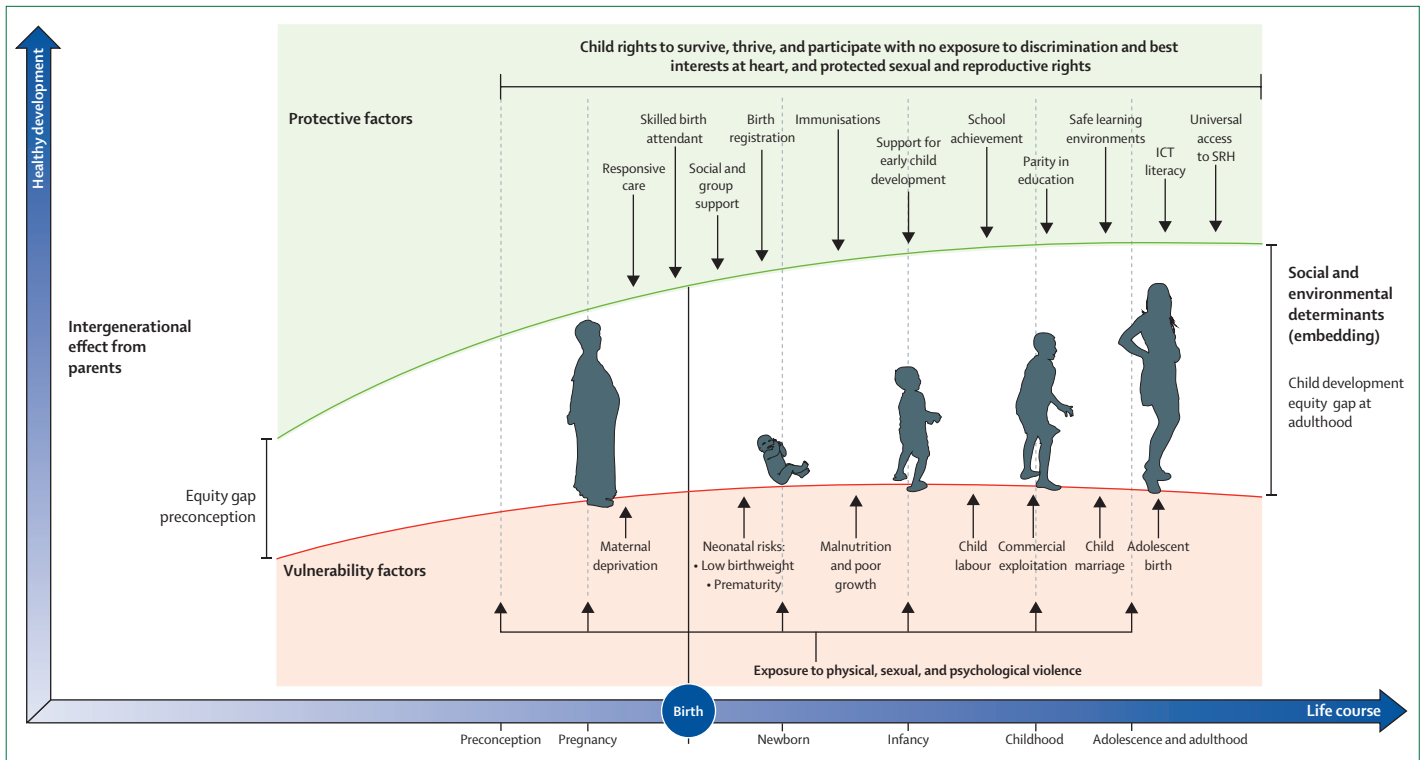 Healthy development
Child rights to survive, thrive, and participate with no exposure to discrimination and best
interests at heart, and protected sexual and reproductive rights
Protective factors
Responsive
care
Skilled birth
attendant
Social and
group
support
Birth
registration
Immunisations
Support for
early child
development
School
achievement
Parity in
education
Safe learning
environments
ICT
literacy
Universal
access
to SRH
Intergenerational
effect from
parents
Equity gap
preconception
Social and
environmental
determinants
(embedding)
Child development
equity gap at
adulthood
Vulnerability factors
Maternal
deprivation
Neonatal risks:
• Low birthweight
• Prematurity
Malnutrition
and poor
growth
Child
labour
Commercial
exploitation
Child
marriage
Adolescent
birth
Exposure to physical, sexual, and psychological violence
Birth
Life course
Preconception
Pregnancy
Newborn
Infancy
Childhood
Adolescence and adulthood